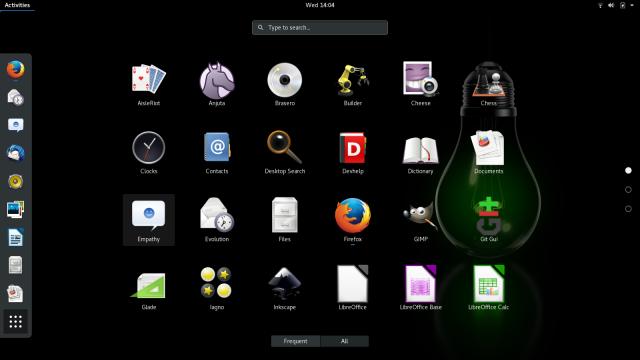 Activities
Wed 14:04
Type to search...
AisleRiot
Anjuta
Brasero
Builder
Cheese
Chess
Clocks
Contacts
Desktop Search
Devhelp
Dictionary
Documents
Empathy
Evolution
Files
Firefox
GIMP
Git Gui
Glade
Iagno
Inkscape
LibreOffice
LibreOffice Base
LibreOffice Calc
Frequent
All